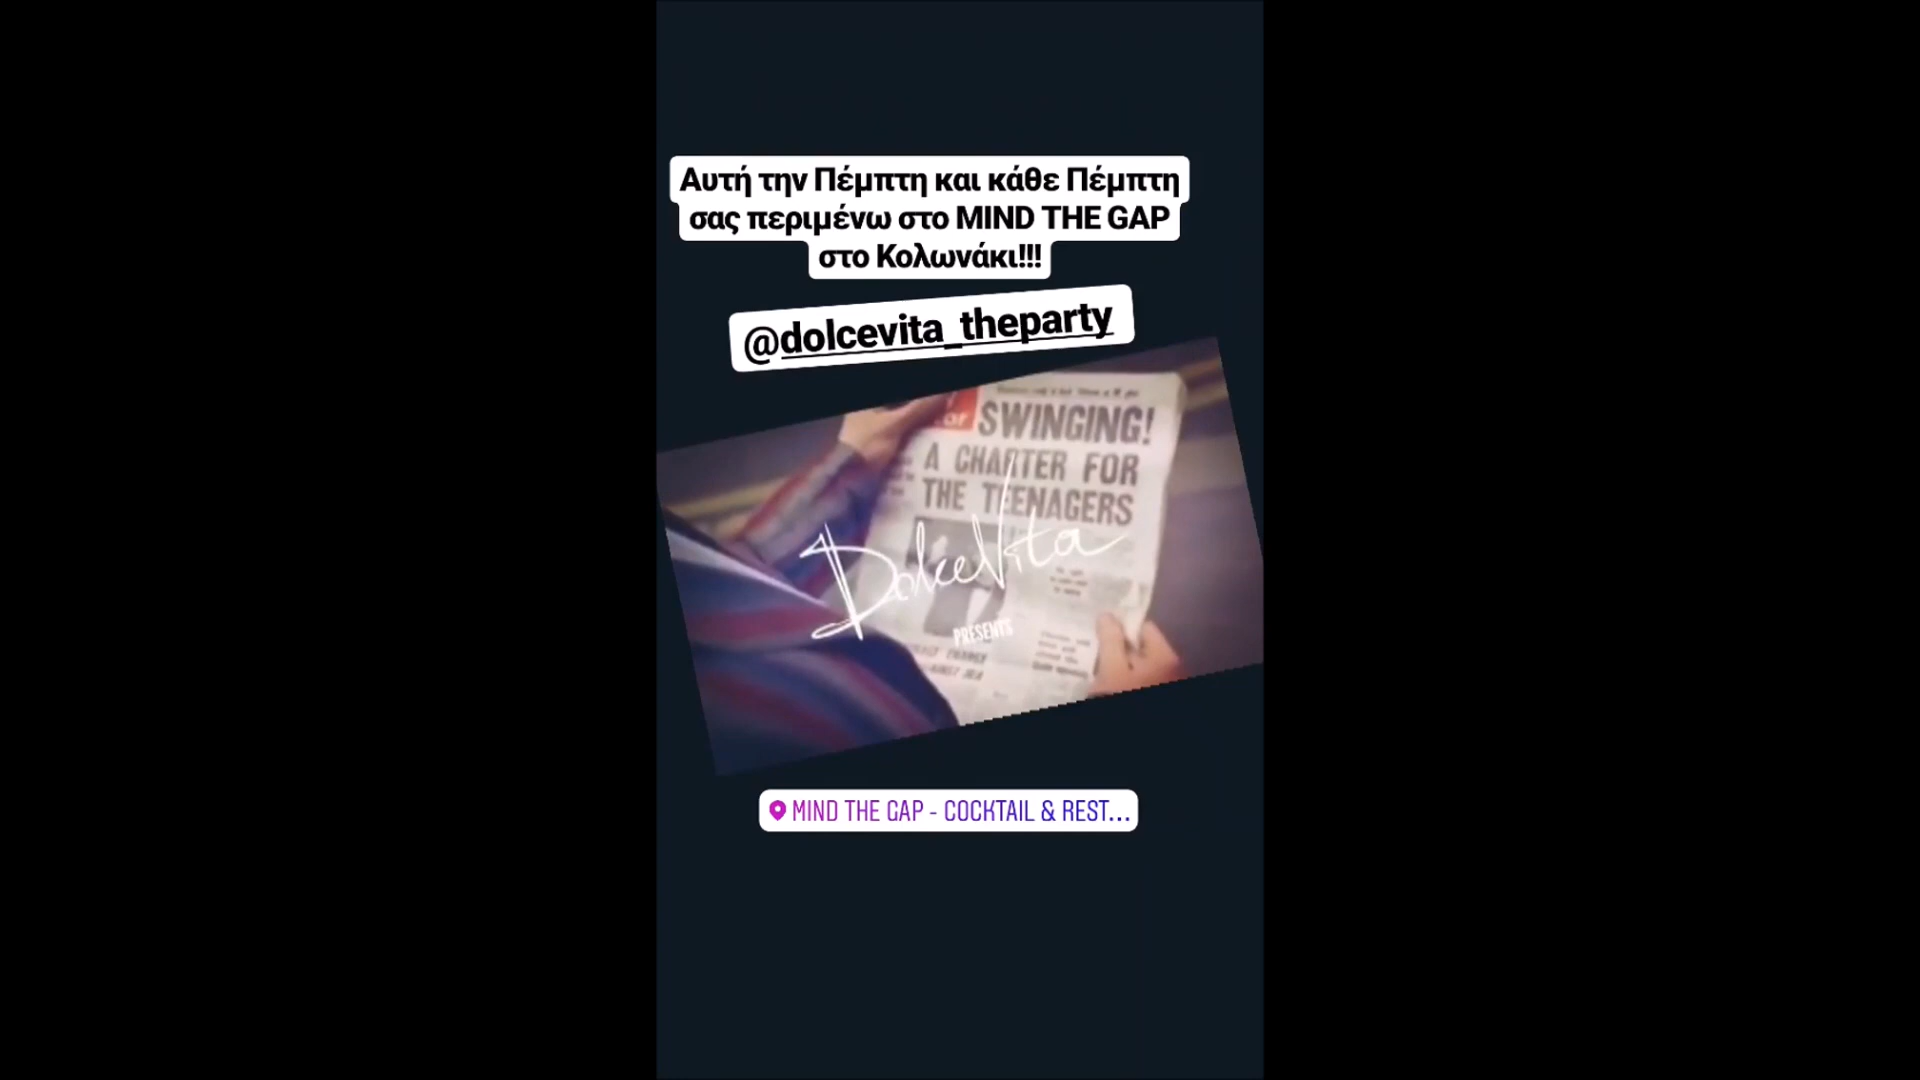 Αυτή την Πέμπτη και κάθε Πέμπτη
σας περιμένω στο MIND THE GAP
στο Κολωνάκι!!!
@dolcevita_theparty
SWINGING!
A CHARTER FOR
THE TEENAGERS
DolceVita
PRESENTS
MIND THE GAP - COCKTAIL & REST...